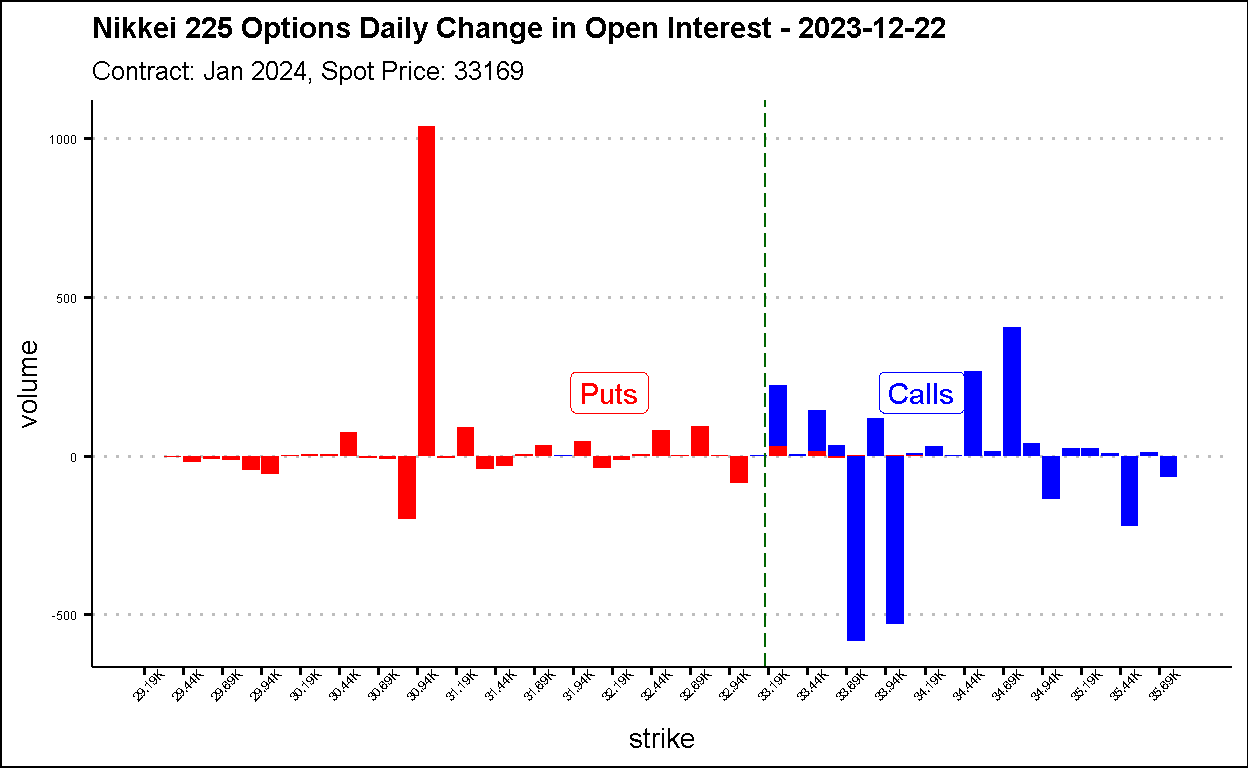 Nikkei 225 Options Daily Change in Open Interest - 2023-12-22
Contract: Jan 2024, Spot Price: 33169
volume
1000
500
0
-500
Puts
Calls
29.19K 29.44K 29.69K 29.94K 30.19K 30.44K 30.69K 30.94K 31.19K 31.44K 31.69K 31.94K 32.19K 32.44K 32.69K 32.94K 33.19K 33.44K 33.69K 33.94K 34.19K 34.44K 34.69K 34.94K 35.19K 35.44K 35.69K
strike